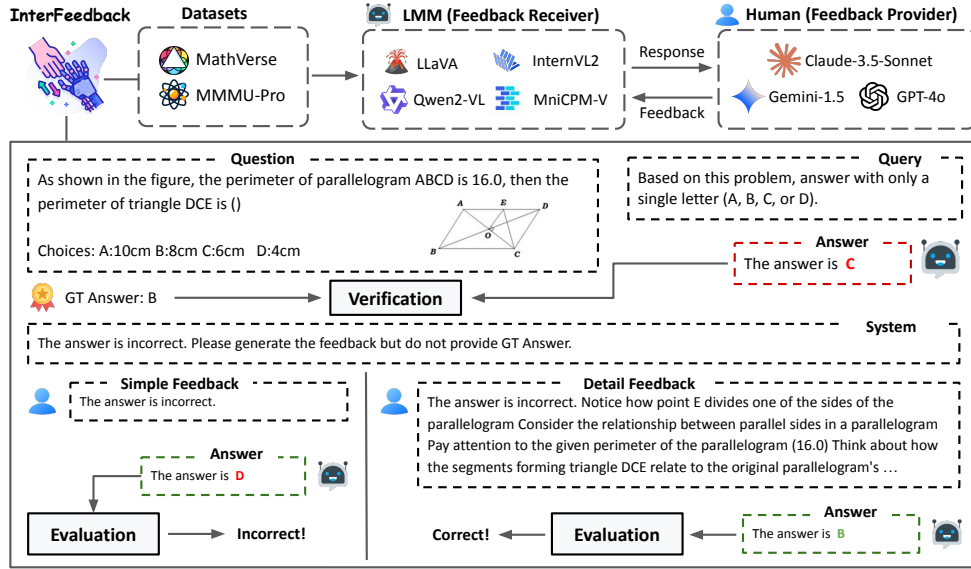 InterFeedback
Datasets
MathVerse
MMMU-Pro
LMM (Feedback Receiver)
LLaVA
InternVL2
Qwen2-VL
MniCPM-V
Response
Feedback
Human (Feedback Provider)
Claude-3.5-Sonnet
Gemini-1.5
GPT-4o
Question
As shown in the figure, the perimeter of parallelogram ABCD is 16.0, then the
perimeter of triangle DCE is ()
Choices: A:10cm B:8cm C:6cm D:4cm
A
E
D
O
B
C
Query
Based on this problem, answer with only a
single letter (A, B, C, or D).
Answer
The answer is C
GT Answer: B
Verification
System
The answer is incorrect. Please generate the feedback but do not provide GT Answer.
Simple Feedback
The answer is incorrect.
Answer
The answer is D
Evaluation
Incorrect!
Detail Feedback
The answer is incorrect. Notice how point E divides one of the sides of the
parallelogram Consider the relationship between parallel sides in a parallelogram
Pay attention to the given perimeter of the parallelogram (16.0) Think about how
the segments forming triangle DCE relate to the original parallelogram's ...
Answer
The answer is B
Evaluation
Correct!